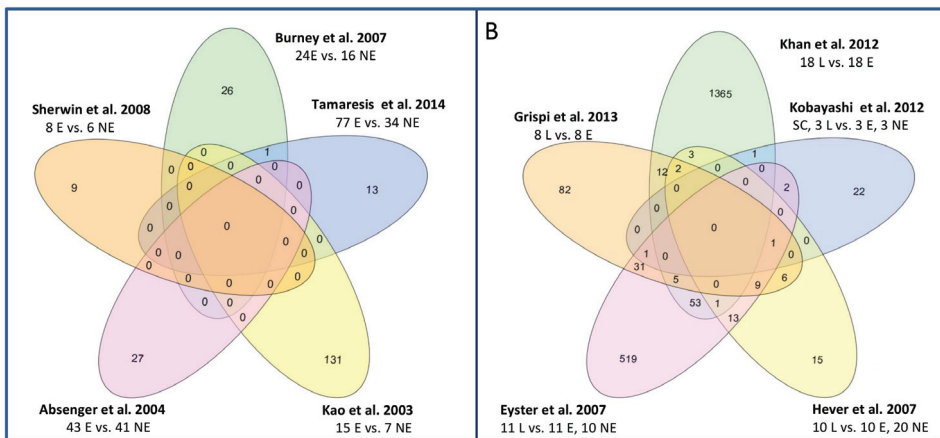 Burney et al. 2007
24E vs. 16 NE
Sherwin et al. 2008
8 E vs. 6 NE
Tamaresis et al. 2014
77 E vs. 34 NE
26
0
1
0 0 0 0
0 0
9
13
0
0
0
0 0
0
0 0
0
0 0
0
0 0 0 0
0 0
0
27
131
Absenger et al. 2004
43 E vs. 41 NE
Kao et al. 2003
15 E vs. 7 NE
B
Khan et al. 2012
18 L vs. 18 E
Grispi et al. 2013
8 L vs. 8 E
Kobayashi et al. 2012
SC, 3 L vs. 3 E, 3 NE
1365
3 1
12 2 0 0
0 0 2
82
22
0 0
0 0
1 0
1 0
0
31
5 0 9 6
53 1
13
519
15
Eyster et al. 2007
11 L vs. 11 E, 10 NE
Hever et al. 2007
10 L vs. 10 E, 20 NE